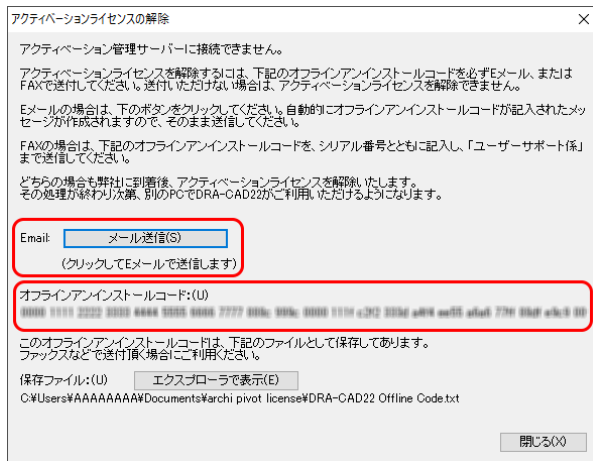 アクティベーションライセンスの解除
アクティベーション管理サーバーに接続できません。
アクティベーションライセンスを解除するには、下記のオフラインアンインストールコードを必ずEメール、または
FAXで送付してください。送付いただけない場合は、アクティベーションライセンスを解除できません。
Eメールの場合は、下のボタンをクリックしてください。自動的にオフラインアンインストールコードが記入されたメッ
セージが作成されますので、そのまま送信してください。
FAXの場合は、下記のオフラインアンインストールコードを、シリアル番号とともに記入し、「ユーザーサポート係」
まで送信してください。
どちらの場合も弊社に到着後、アクティベーションライセンスを解除いたします。
その処理が終わり次第、別のPCでDRA-CAD22がご利用いただけるようになります。
Email: メール送信(S)
(クリックしてEメールで送信します)
オフラインアンインストールコード:(U)
0000 1111 2222 3333 4444 5555 6666 7777
このオフラインアンインストールコードは、下記のファイルとして保存してあります。
ファックスなどで送付頂く場合にご利用ください。
保存ファイル:(U) エクスプローラで表示(E)
C:¥Users¥AAAAAAAA¥Documents¥archi pivot license¥DRA-CAD22 Offline Code.txt
閉じる(X)